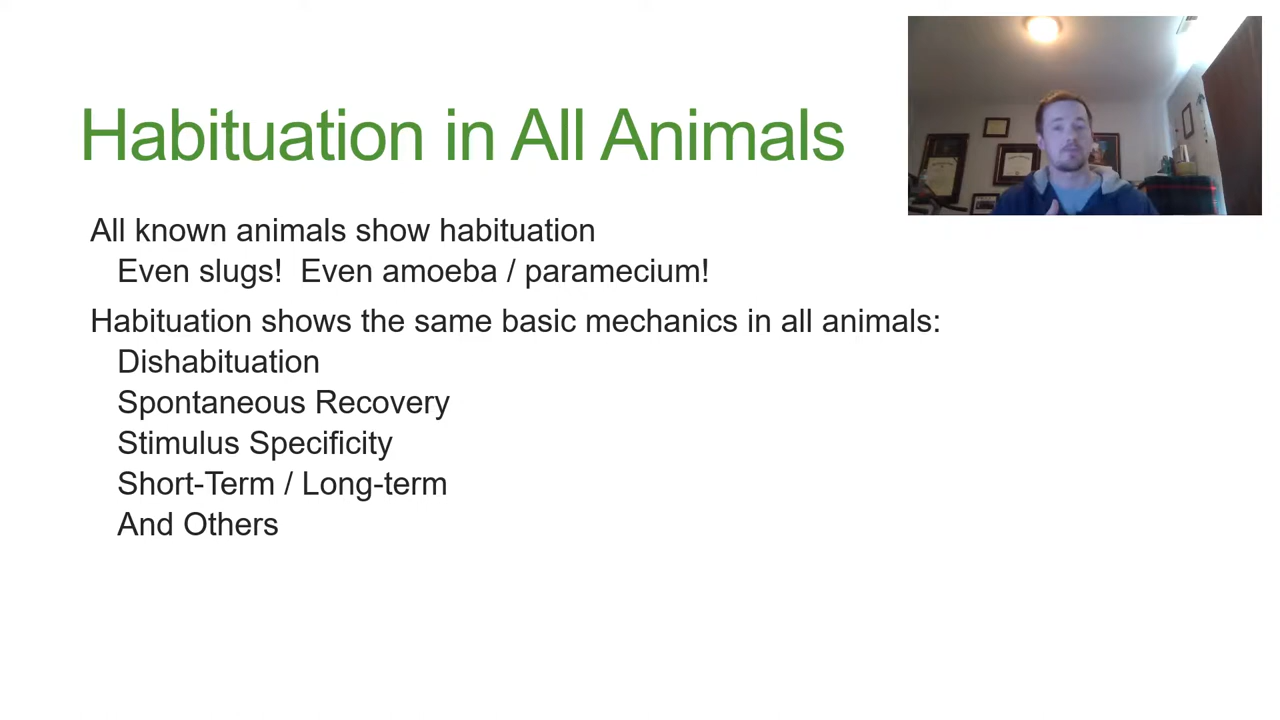 Habituation in All Animals
All known animals show habituation
Even slugs!  Even amoeba / paramecium!
Habituation shows the same basic mechanics in all animals:
Dishabituation
Spontaneous Recovery
Stimulus Specificity
Short-Term / Long-term
And Others